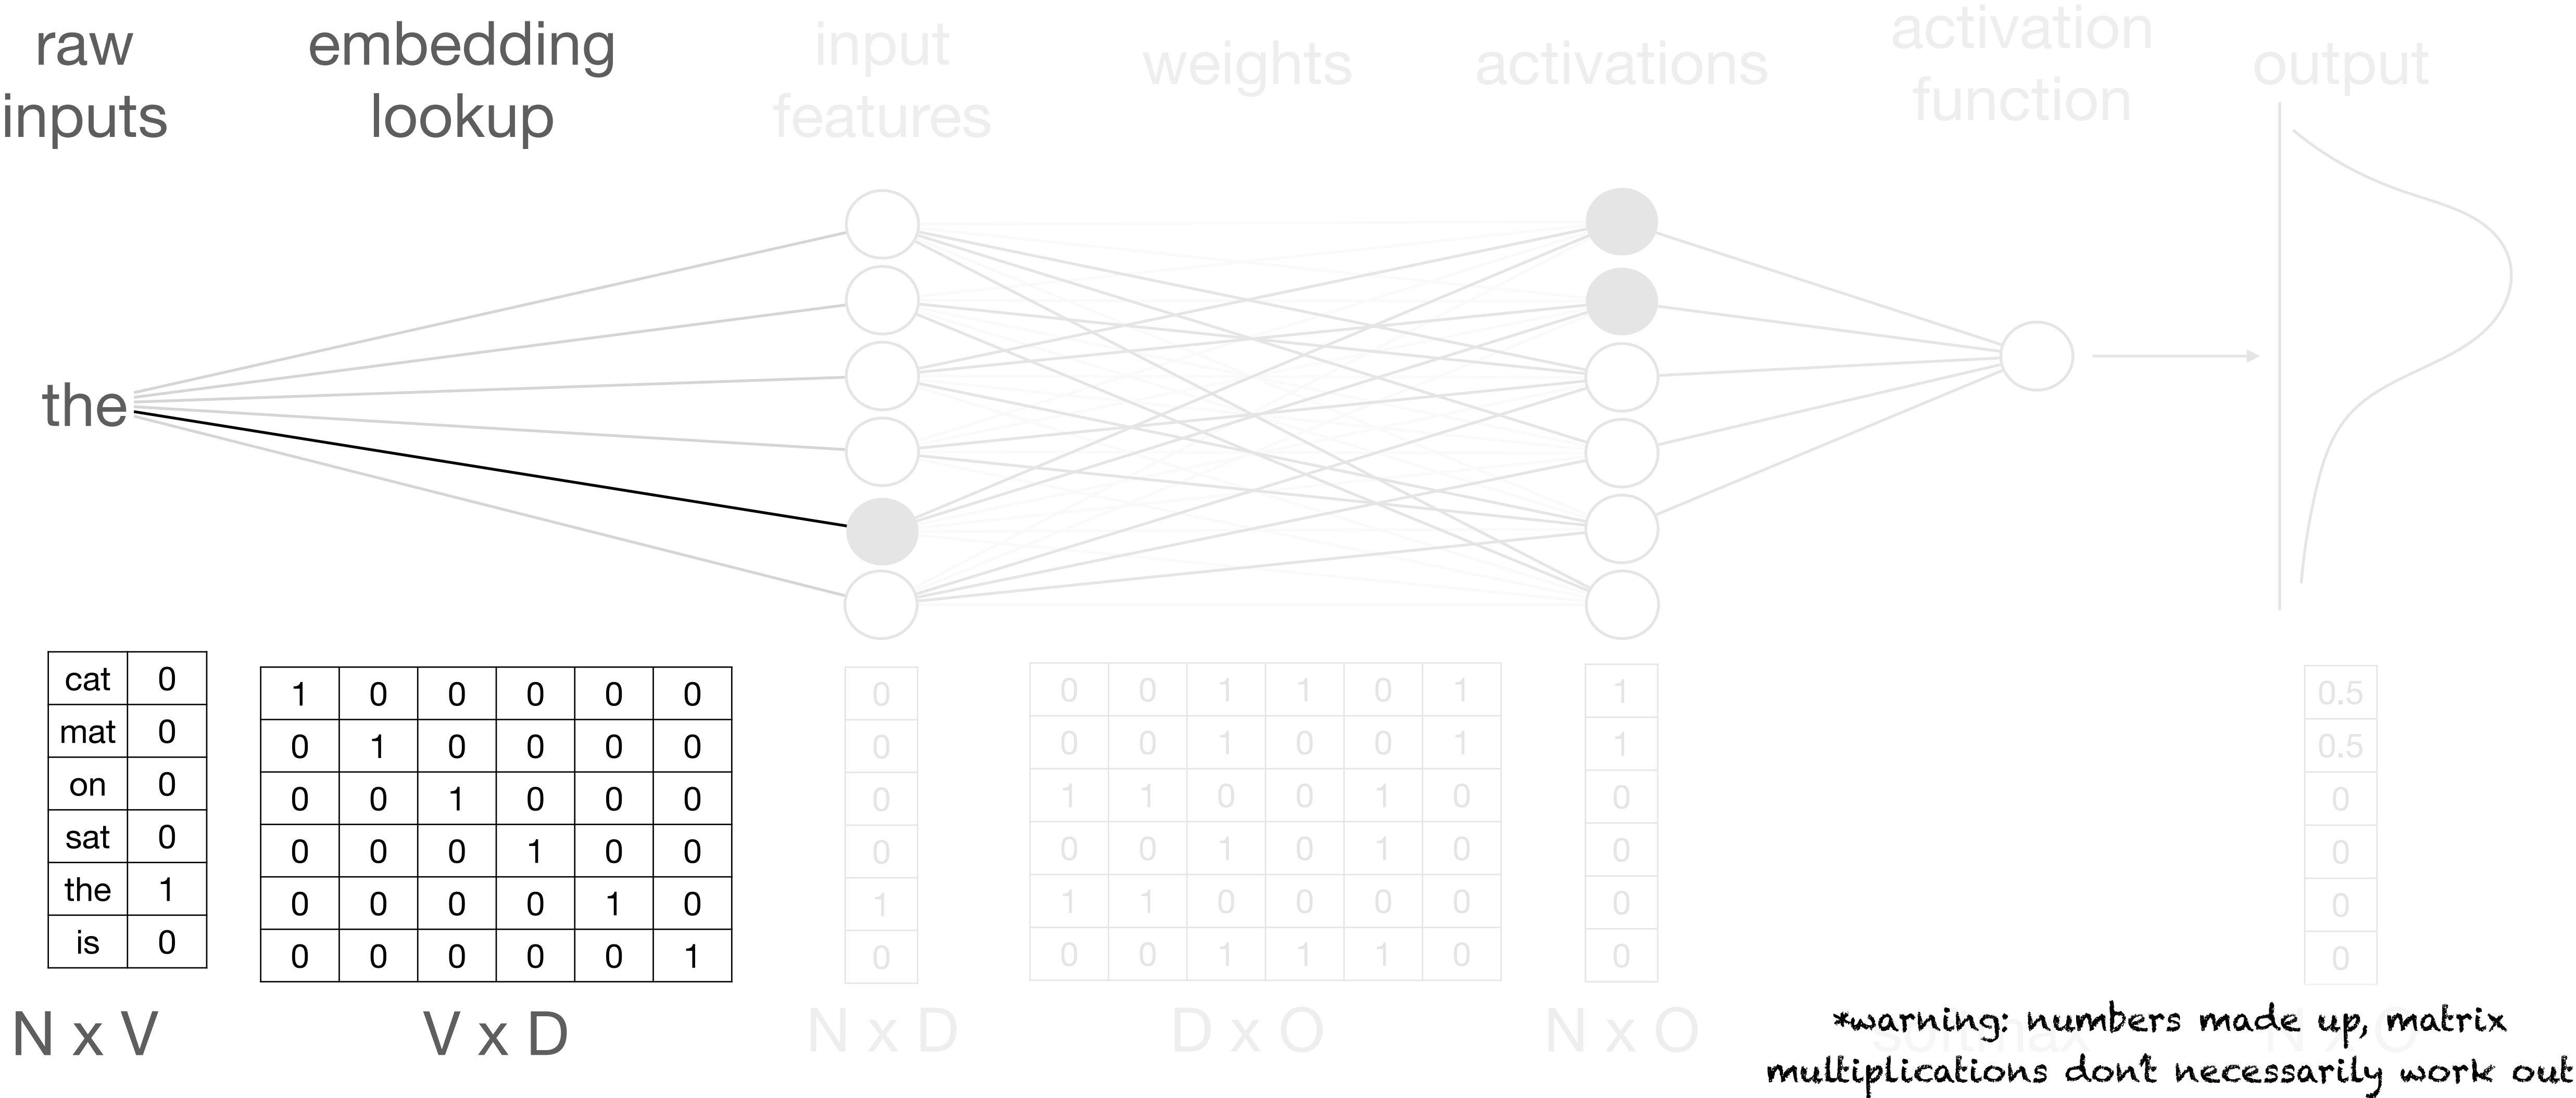 raw
inputs
embedding
lookup
input
features
weights
activations
activation
function
output
the
cat 0
mat 0
on 0
sat 0
the 1
is 0
1 0 0 0 0 0
0 1 0 0 0 0
0 0 1 0 0 0
0 0 0 1 0 0
0 0 0 0 1 0
0 0 0 0 0 1
0
0
0
0
1
0
0 0 1 1 0 1
0 0 1 0 0 1
1 1 0 0 1 0
0 0 1 0 1 0
1 1 0 0 0 0
0 0 1 1 1 0
1
1
0
0
0
0
0.5
0.5
0
0
0
0
N x V
V x D
N x D
D x O
N x O
softmax
N x O
*warning: numbers made up, matrix
multiplications don't necessarily work out